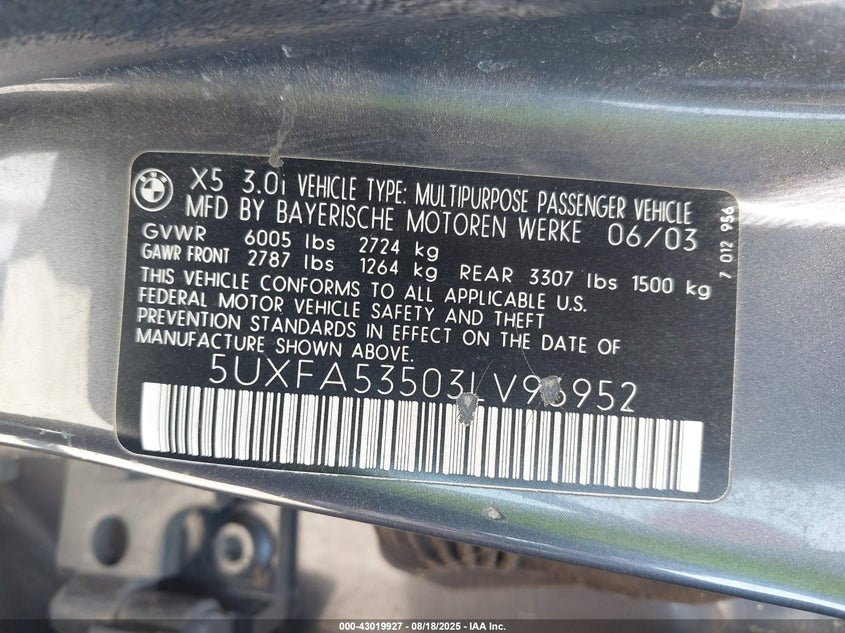 X5 3.0i VEHICLE TYPE: MULTIPURPOSE PASSENGER VEHICLE
MFD BY BAYERISCHE MOTOREN WERKE 06/03
GVWR 6005 lbs 2724 kg
GAWR FRONT 2787 lbs 1264 kg REAR 3307 lbs 1500 kg
THIS VEHICLE CONFORMS TO ALL APPLICABLE U.S.
FEDERAL MOTOR VEHICLE SAFETY AND THEFT
PREVENTION STANDARDS IN EFFECT ON THE DATE OF
MANUFACTURE SHOWN ABOVE.
5UXFA53503LV96952
7 012 956
BMW
000-43019927 - 08/18/2025 - IAA Inc.